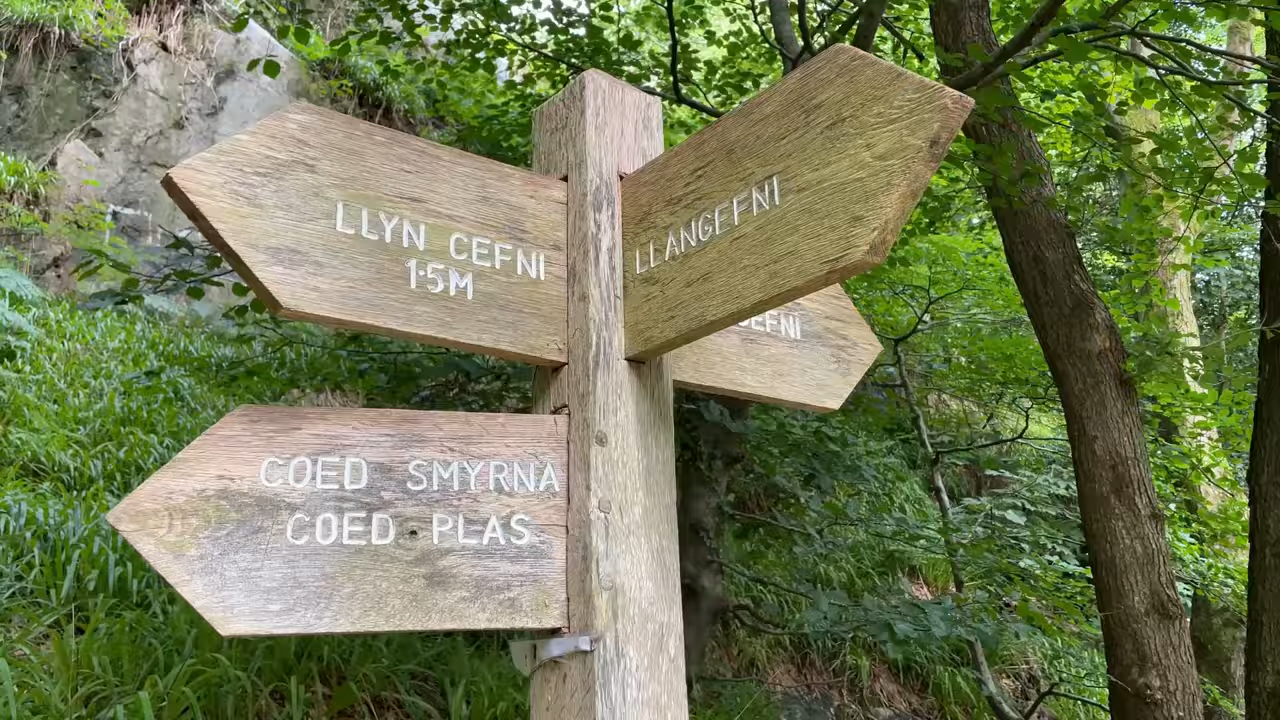 LLYN CEFNI
1·5M
LLANGEFNI
COED SMYRNA
COED PLAS